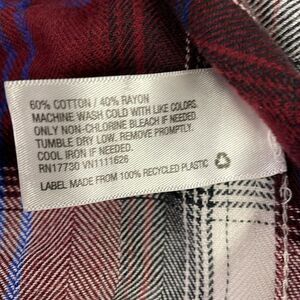 60% COTTON / 40% RAYON
MACHINE WASH COLD WITH LIKE COLORS.
ONLY NON-CHLORINE BLEACH IF NEEDED.
TUMBLE DRY LOW. REMOVE PROMPTLY.
COOL IRON IF NEEDED.
RN17730 VN1111626
LABEL MADE FROM 100% RECYCLED PLASTIC